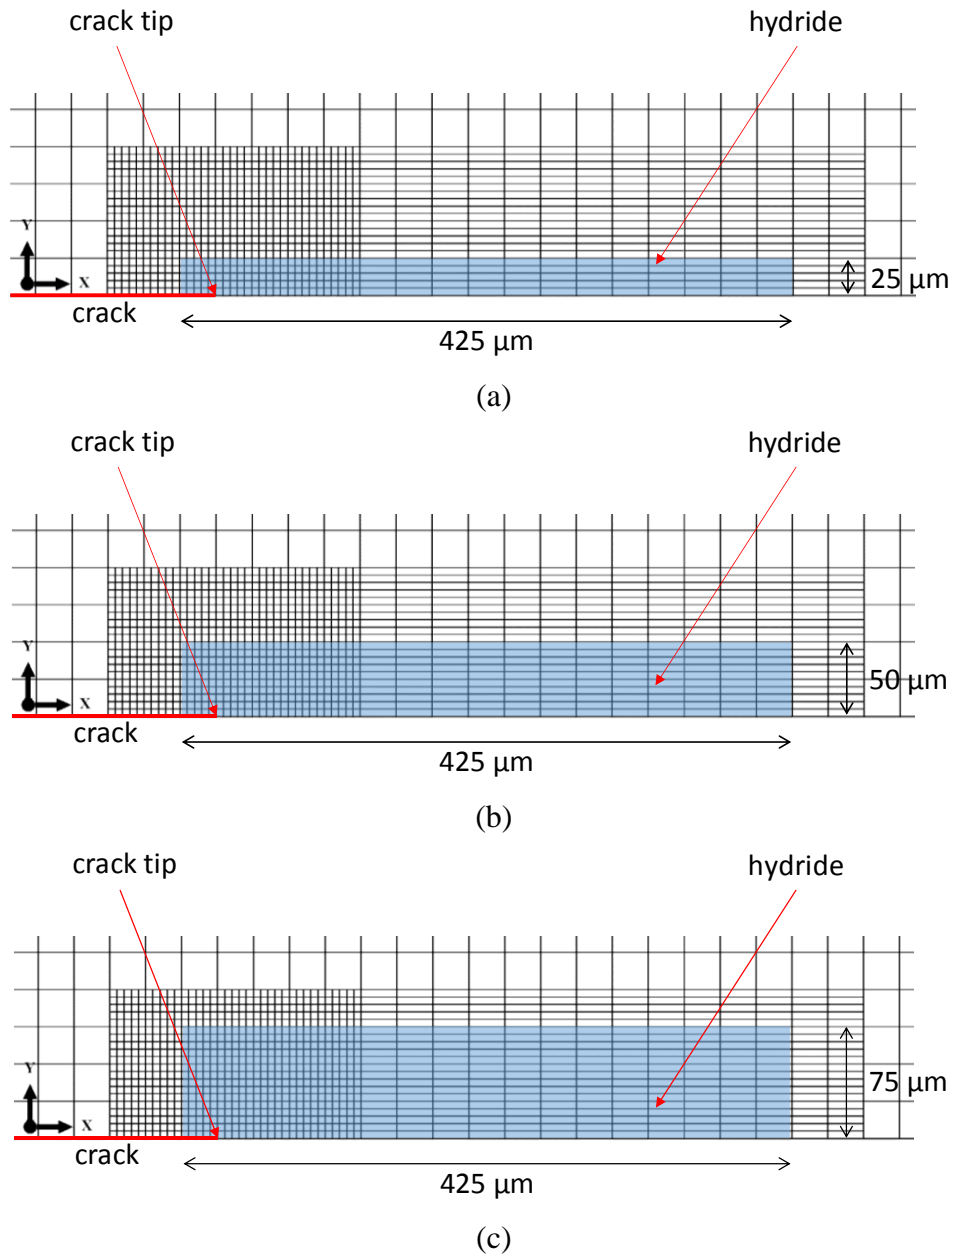 crack tip hydride
Y
X
25 µm
crack
425 µm
(a)
crack tip hydride
Y
X
50 µm
crack
425 µm
(b)
crack tip hydride
Y
X
75 µm
crack
425 µm
(c)